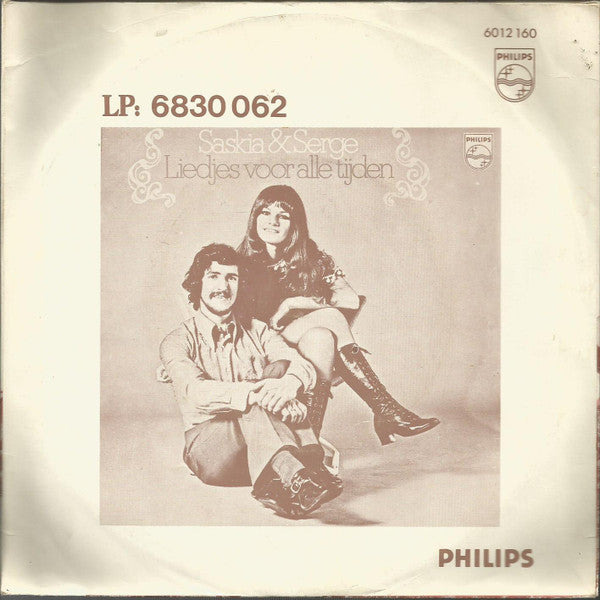 6012 160
PHILIPS
LP: 6830 062
Saskia & Serge
Liedjes voor alle tijden
PHILIPS
PHILIPS